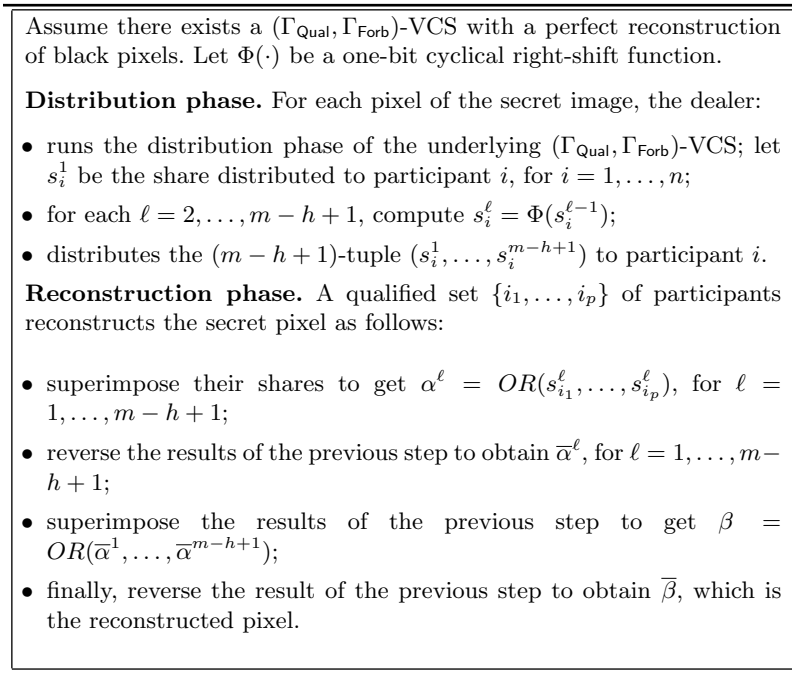 Assume there exists a (Γ_Qual, Γ_Forb)-VCS with a perfect reconstruction
of black pixels. Let Φ(·) be a one-bit cyclical right-shift function.
Distribution phase. For each pixel of the secret image, the dealer:
• runs the distribution phase of the underlying (Γ_Qual, Γ_Forb)-VCS; let
s_i^1 be the share distributed to participant i, for i = 1, . . . , n;
• for each ℓ = 2, . . . , m − h + 1, compute s_i^ℓ = Φ(s_i^{ℓ−1});
• distributes the (m − h + 1)-tuple (s_i^1, . . . , s_i^{m−h+1}) to participant i.
Reconstruction phase. A qualified set {i_1, . . . , i_p} of participants
reconstructs the secret pixel as follows:
• superimpose their shares to get α^ℓ = OR(s_{i_1}^ℓ, . . . , s_{i_p}^ℓ), for ℓ =
1, . . . , m − h + 1;
• reverse the results of the previous step to obtain α̅^ℓ, for ℓ = 1, . . . , m−
h + 1;
• superimpose the results of the previous step to get β =
OR(α̅^1, . . . , α̅^{m−h+1});
• finally, reverse the result of the previous step to obtain β̅, which is
the reconstructed pixel.